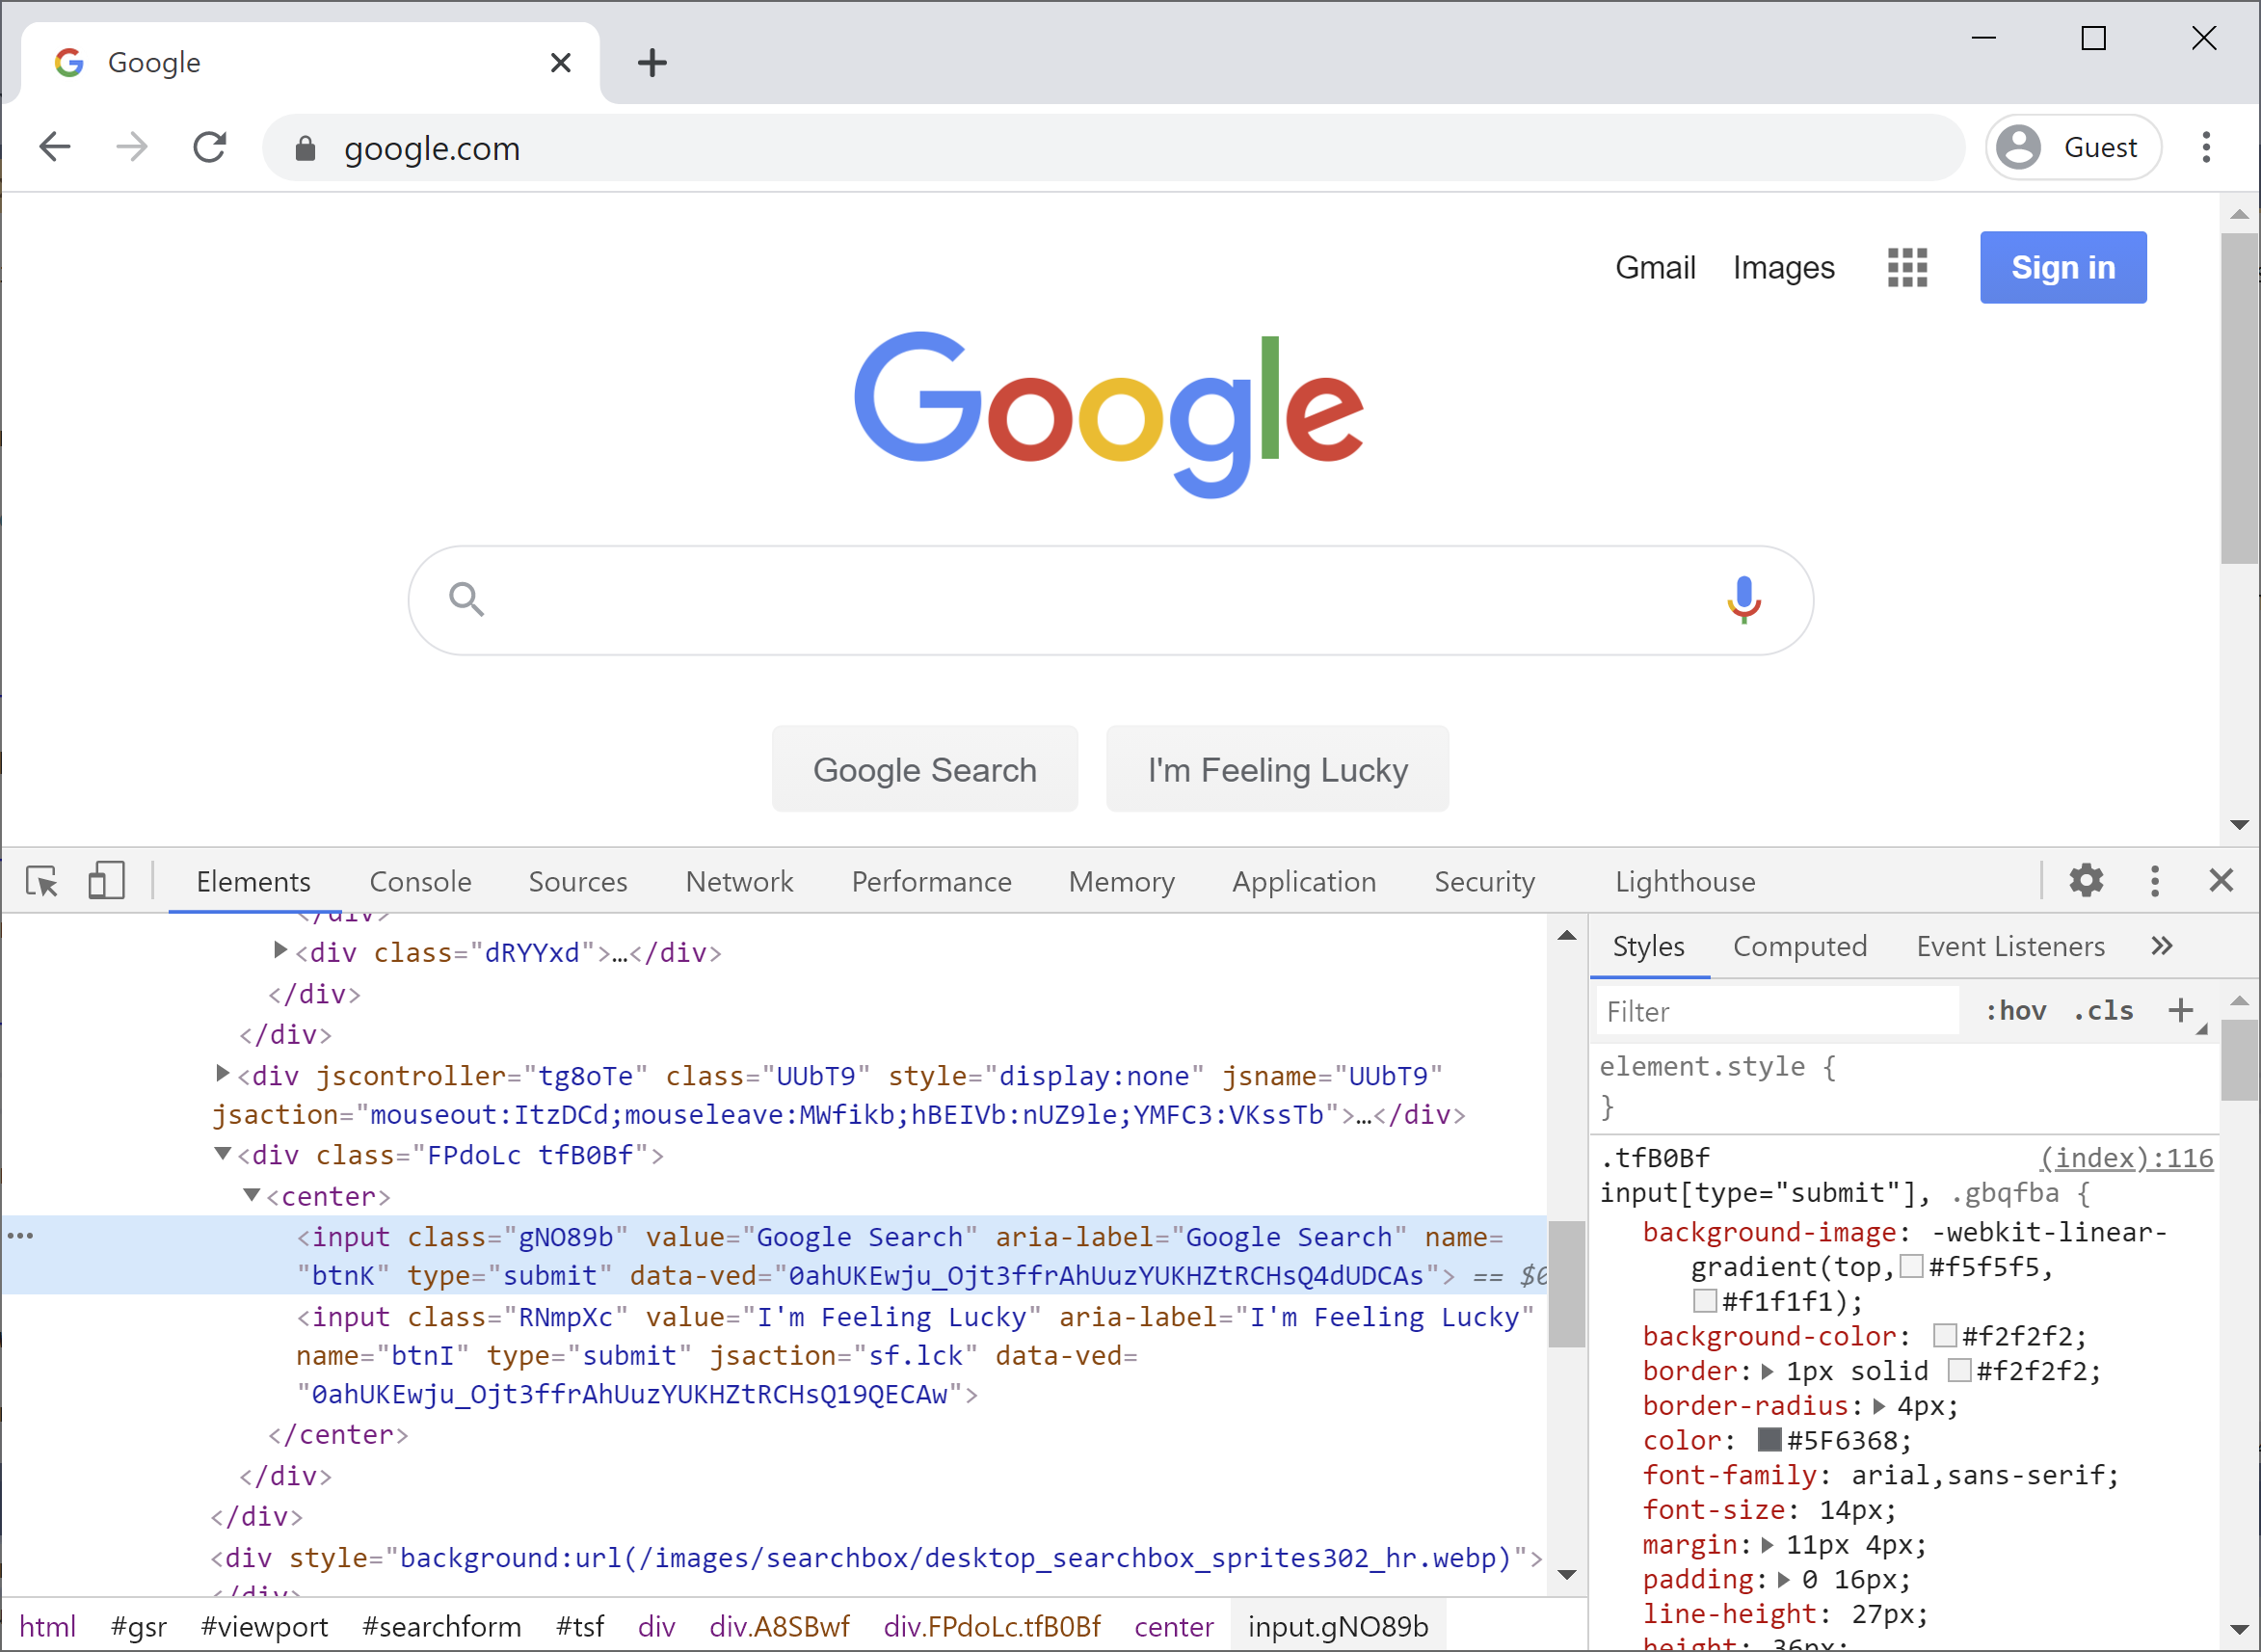 Google
google.com
Guest
Gmail Images Sign in
Google
Google Search I'm Feeling Lucky
Elements Console Sources Network Performance Memory Application Security Lighthouse
</div>
<div class="dRYYxd">…</div>
</div>
</div>
<div jscontroller="tg8oTe" class="UUbT9" style="display:none" jsname="UUbT9"
jsaction="mouseout:ItzDCd;mouseleave:MWfikb;hBEIVb:nUZ9le;YMFC3:VKssTb">…</div>
<div class="FPdoLc tfB0Bf">
<center>
<input class="gNO89b" value="Google Search" aria-label="Google Search" name=
"btnK" type="submit" data-ved="0ahUKEwju_Ojt3ffrAhUuzYUKHZtRCHsQ4dUDCAs"> == $0
<input class="RNmpXc" value="I'm Feeling Lucky" aria-label="I'm Feeling Lucky"
name="btnI" type="submit" jsaction="sf.lck" data-ved=
"0ahUKEwju_Ojt3ffrAhUuzYUKHZtRCHsQ19QECAw">
</center>
</div>
</div>
<div style="background:url(/images/searchbox/desktop_searchbox_sprites302_hr.webp)">
</div>
html #gsr #viewport #searchform #tsf div div.A8SBwf div.FPdoLc.tfB0Bf center input.gNO89b
Styles Computed Event Listeners »
Filter :hov .cls +
element.style {
}
.tfB0Bf (index):116
input[type="submit"], .gbqfba {
background-image: -webkit-linear-
gradient(top, #f5f5f5,
#f1f1f1);
background-color: #f2f2f2;
border: 1px solid #f2f2f2;
border-radius: 4px;
color: #5F6368;
font-family: arial,sans-serif;
font-size: 14px;
margin: 11px 4px;
padding: 0 16px;
line-height: 27px;
height: 36px;